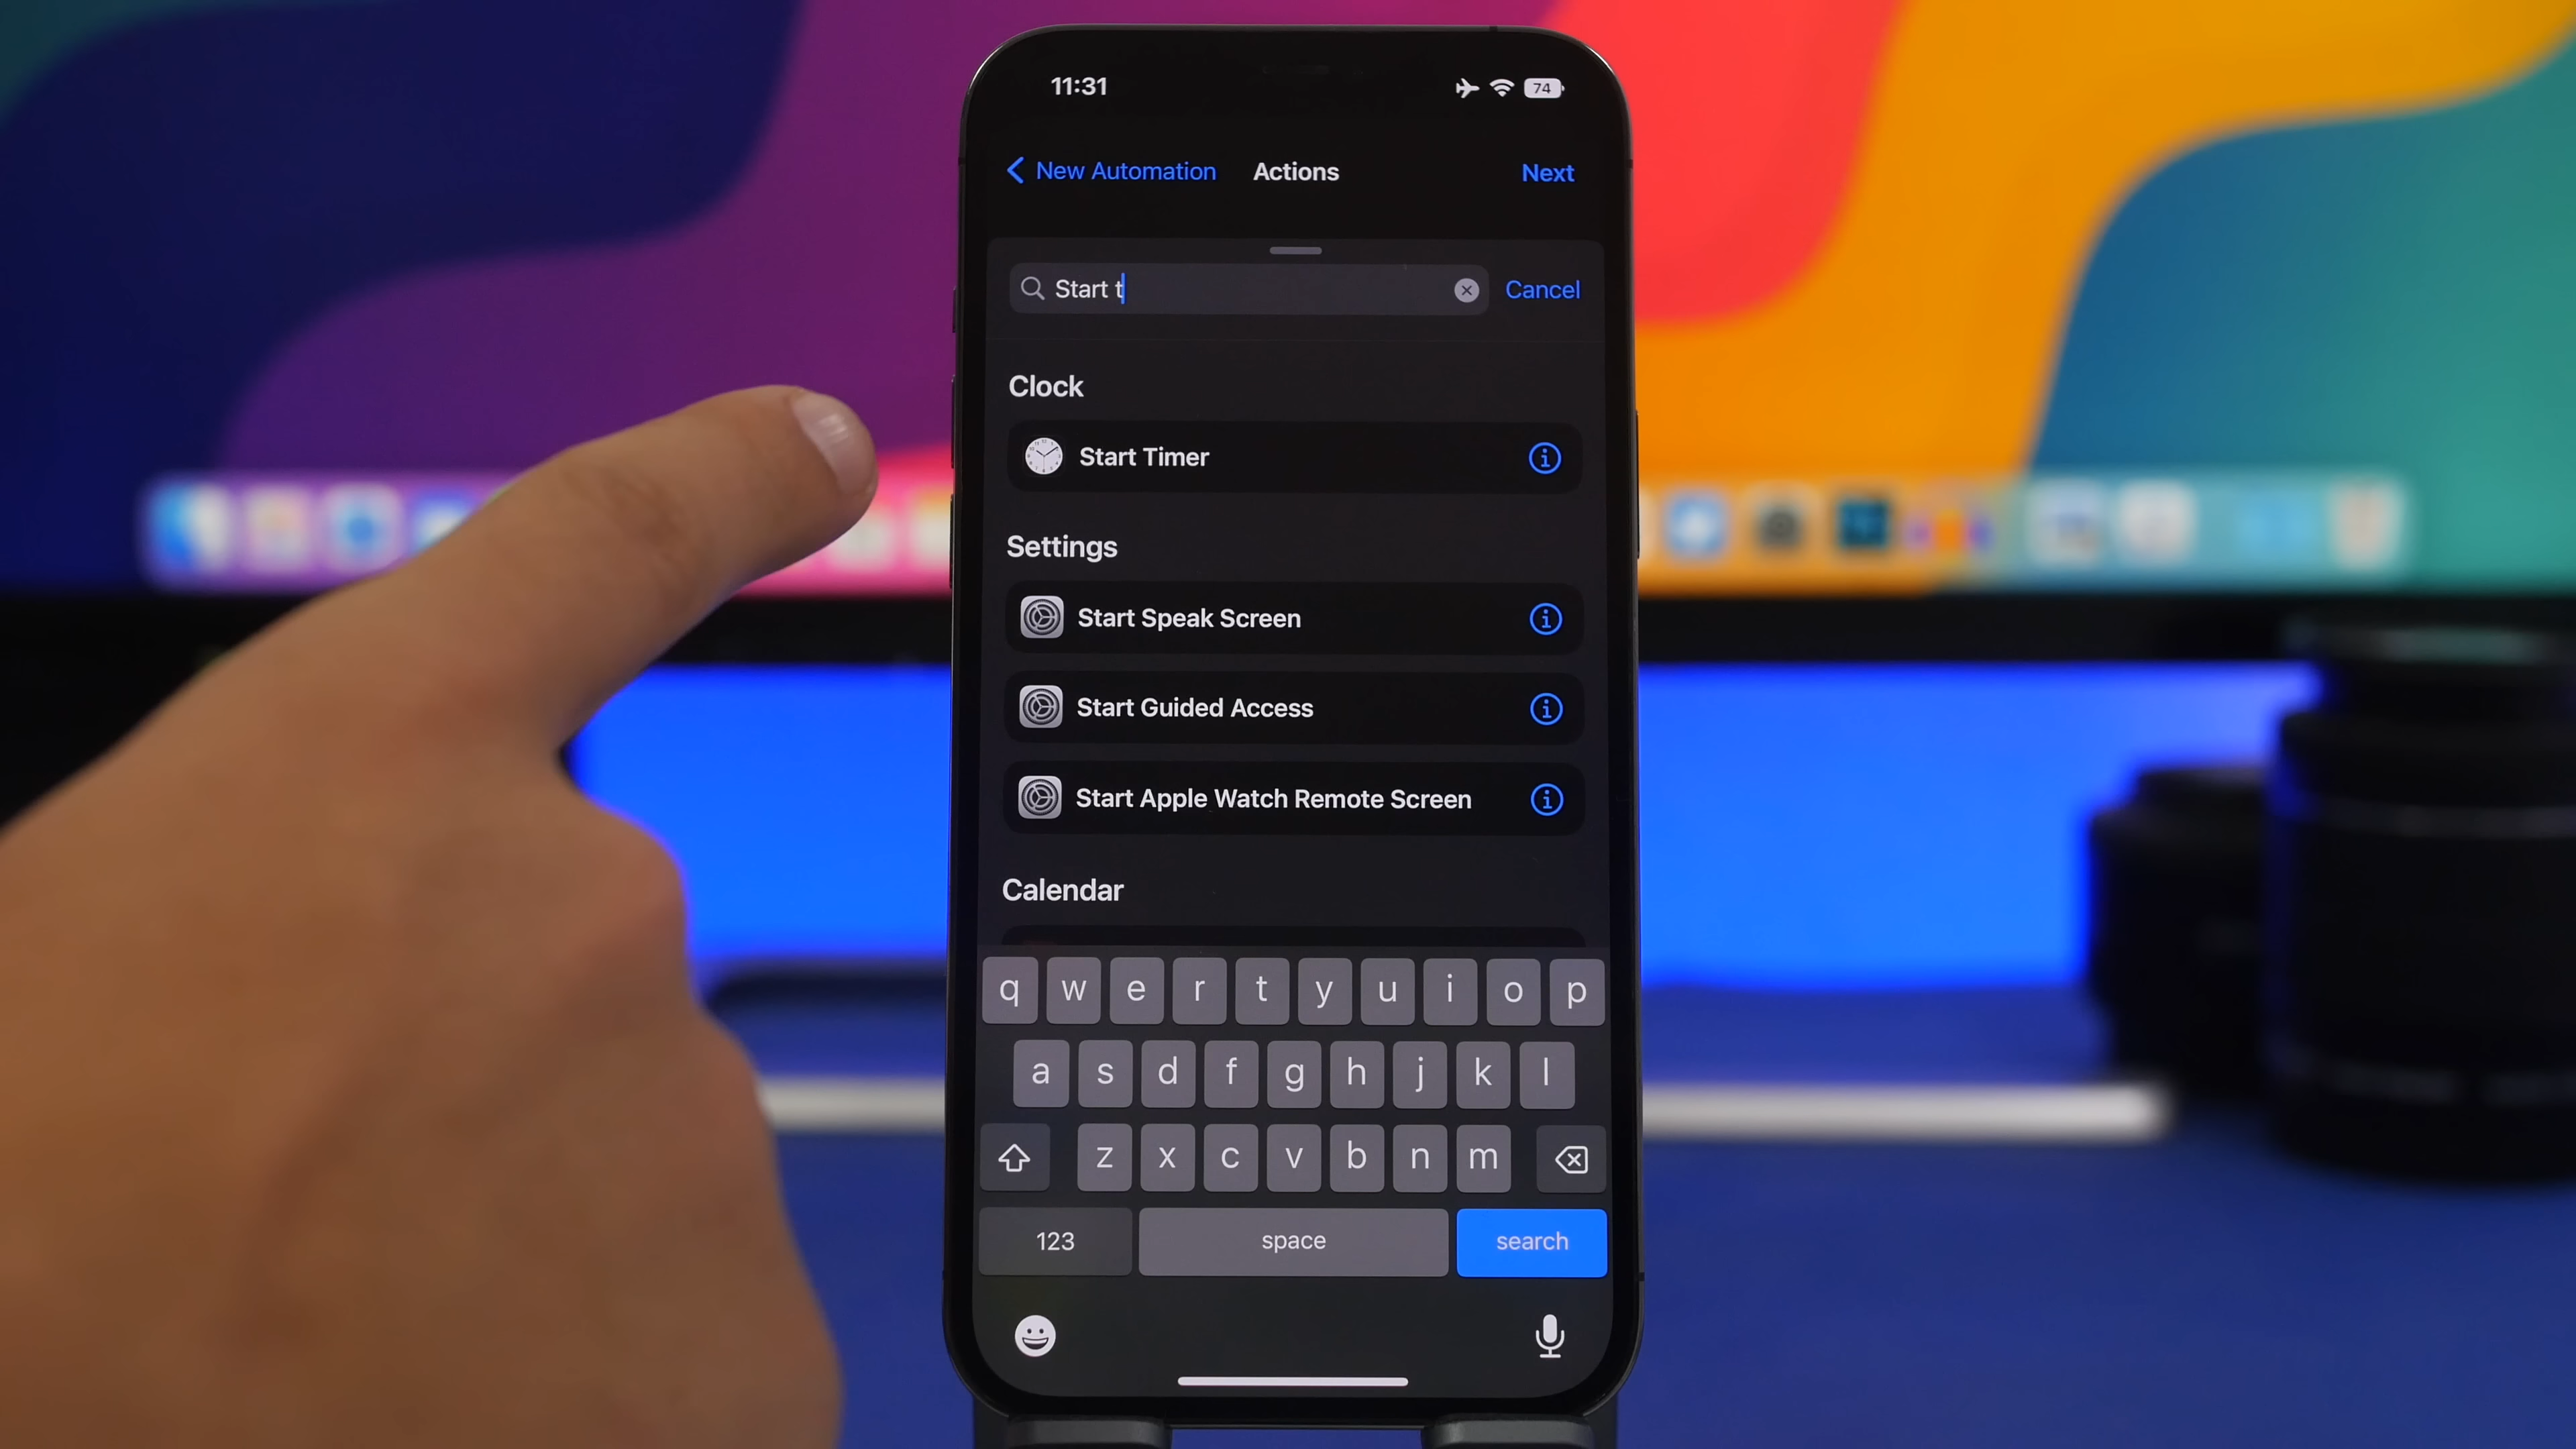 11:31
74
New Automation
Actions
Next
Start t
Cancel
Clock
Start Timer
Settings
Start Speak Screen
Start Guided Access
Start Apple Watch Remote Screen
Calendar
q w e r t y u i o p
a s d f g h j k l
z x c v b n m
123
space
search